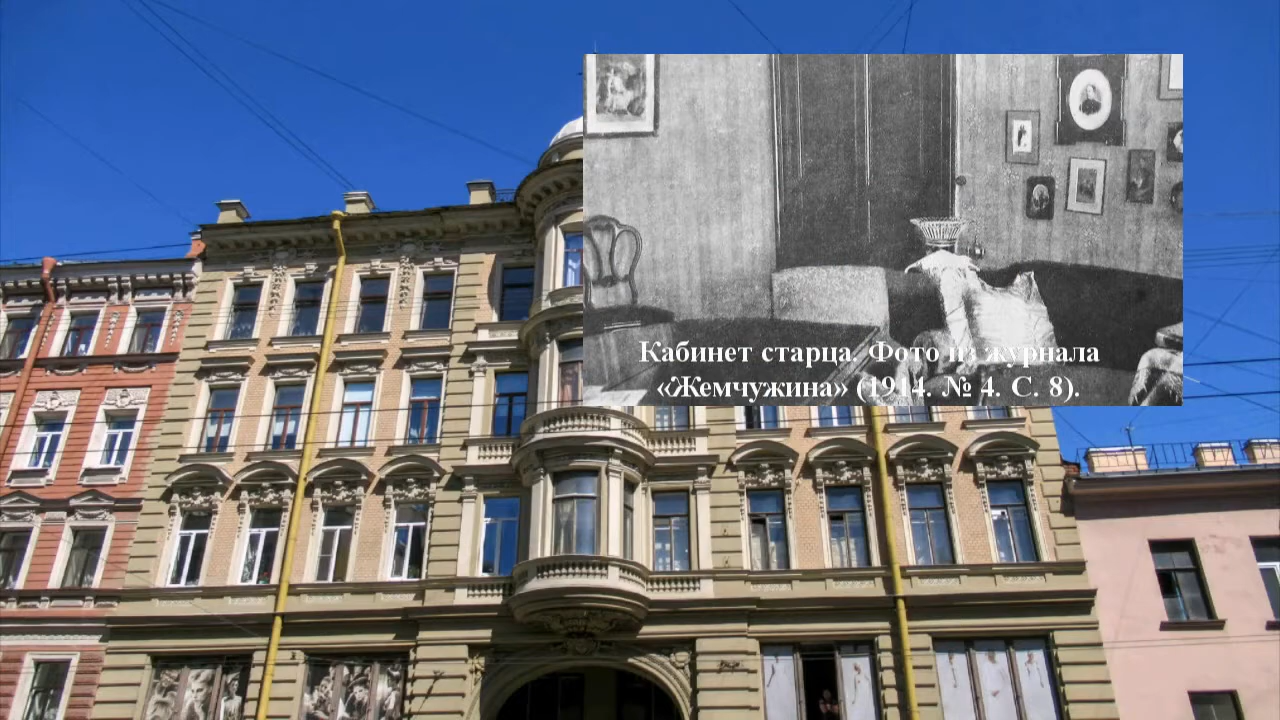 Кабинет старца. Фото из журнала
«Жемчужина» (1914. № 4. С. 8).